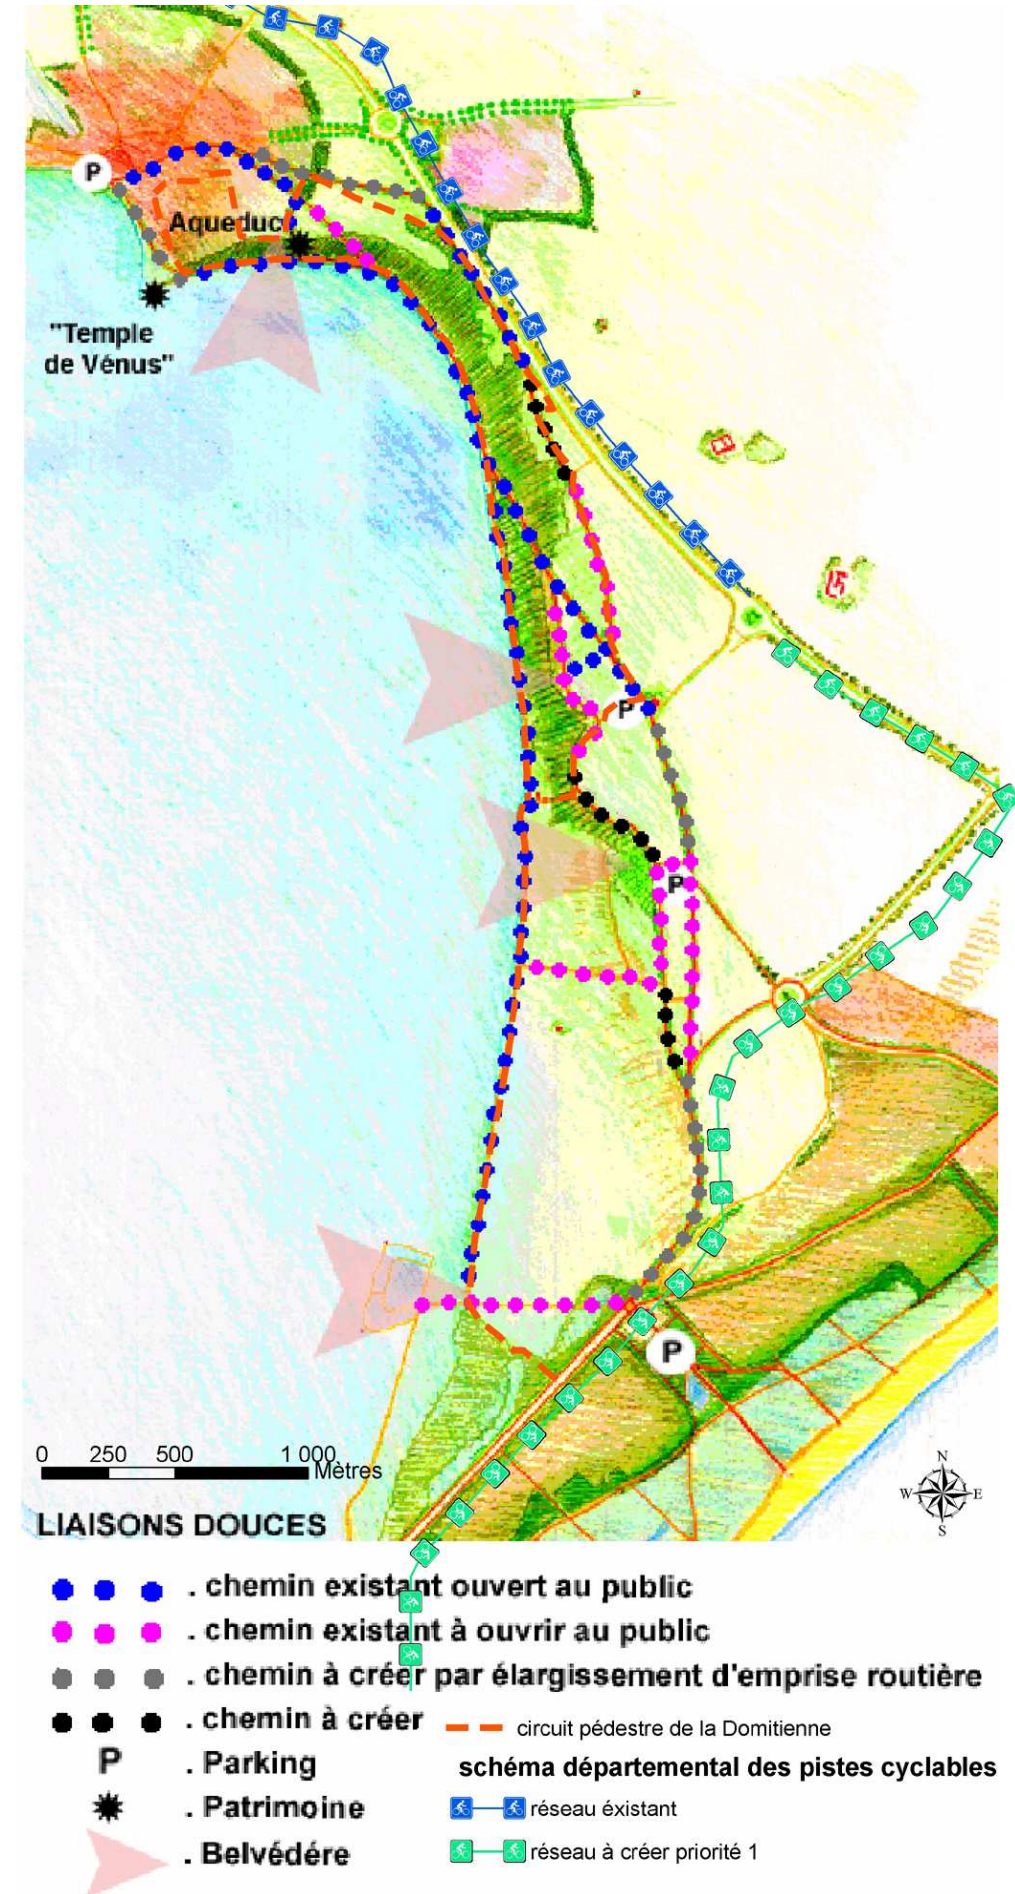 P
Aqueduc
"Temple
de Vénus"
P
P
P
N
W E
S
0 250 500 1 000
Mètres
LIAISONS DOUCES
. chemin existant ouvert au public
. chemin existant à ouvrir au public
. chemin à créer par élargissement d'emprise routière
. chemin à créer
circuit pédestre de la Domitienne
P . Parking
schéma départemental des pistes cyclables
. Patrimoine
réseau éxistant
. Belvédére
réseau à créer priorité 1